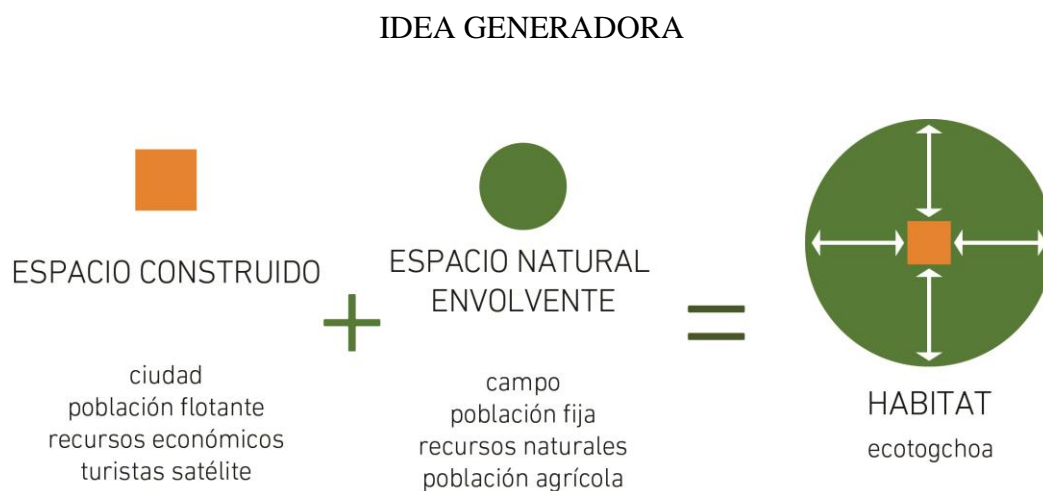 IDEA GENERADORA
ESPACIO CONSTRUIDO
ciudad
población flotante
recursos económicos
turistas satélite
+
ESPACIO NATURAL
ENVOLVENTE
campo
población fija
recursos naturales
población agrícola
=
HABITAT
ecotogchoa